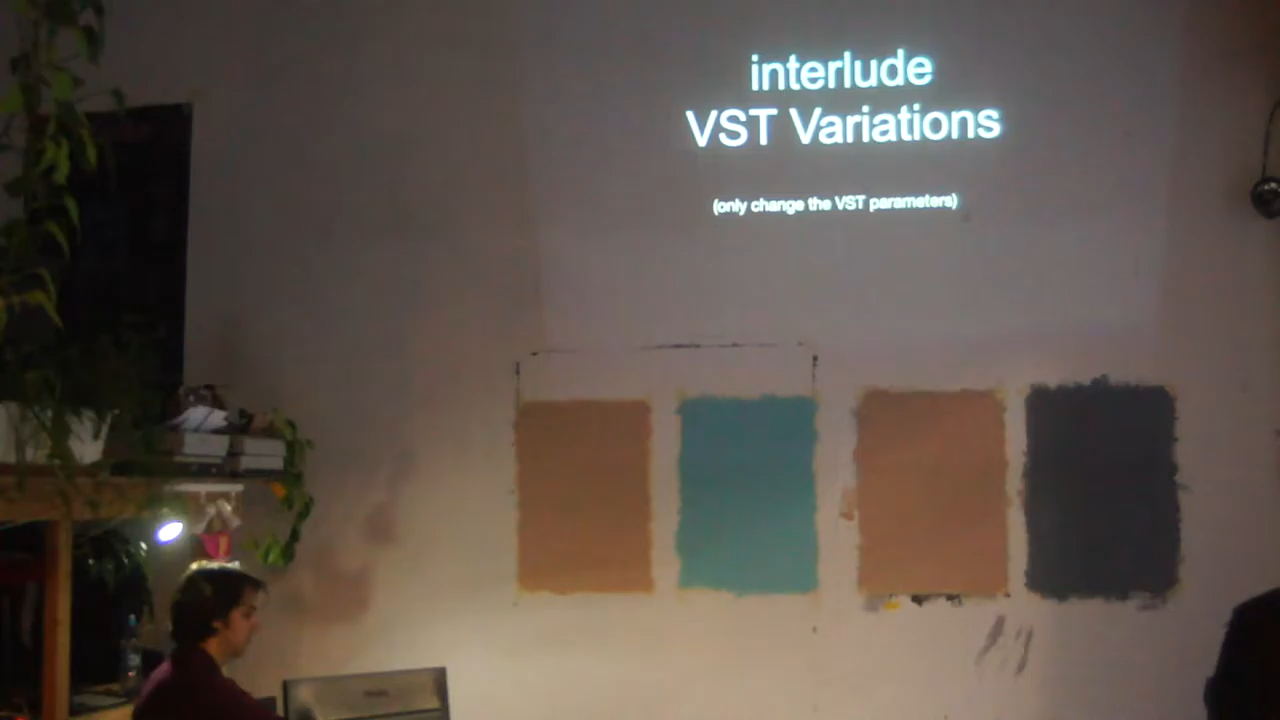 interlude
VST Variations
(only change the VST parameters)